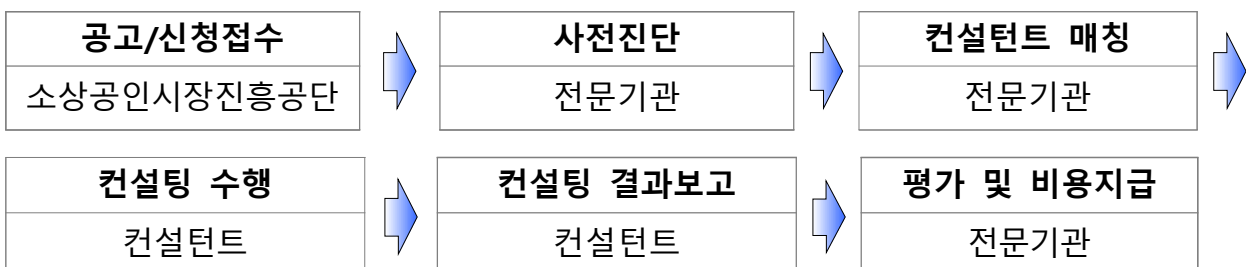 공고/신청접수
소상공인시장진흥공단
사전진단
전문기관
컨설턴트 매칭
전문기관
컨설팅 수행
컨설턴트
컨설팅 결과보고
컨설턴트
평가 및 비용지급
전문기관